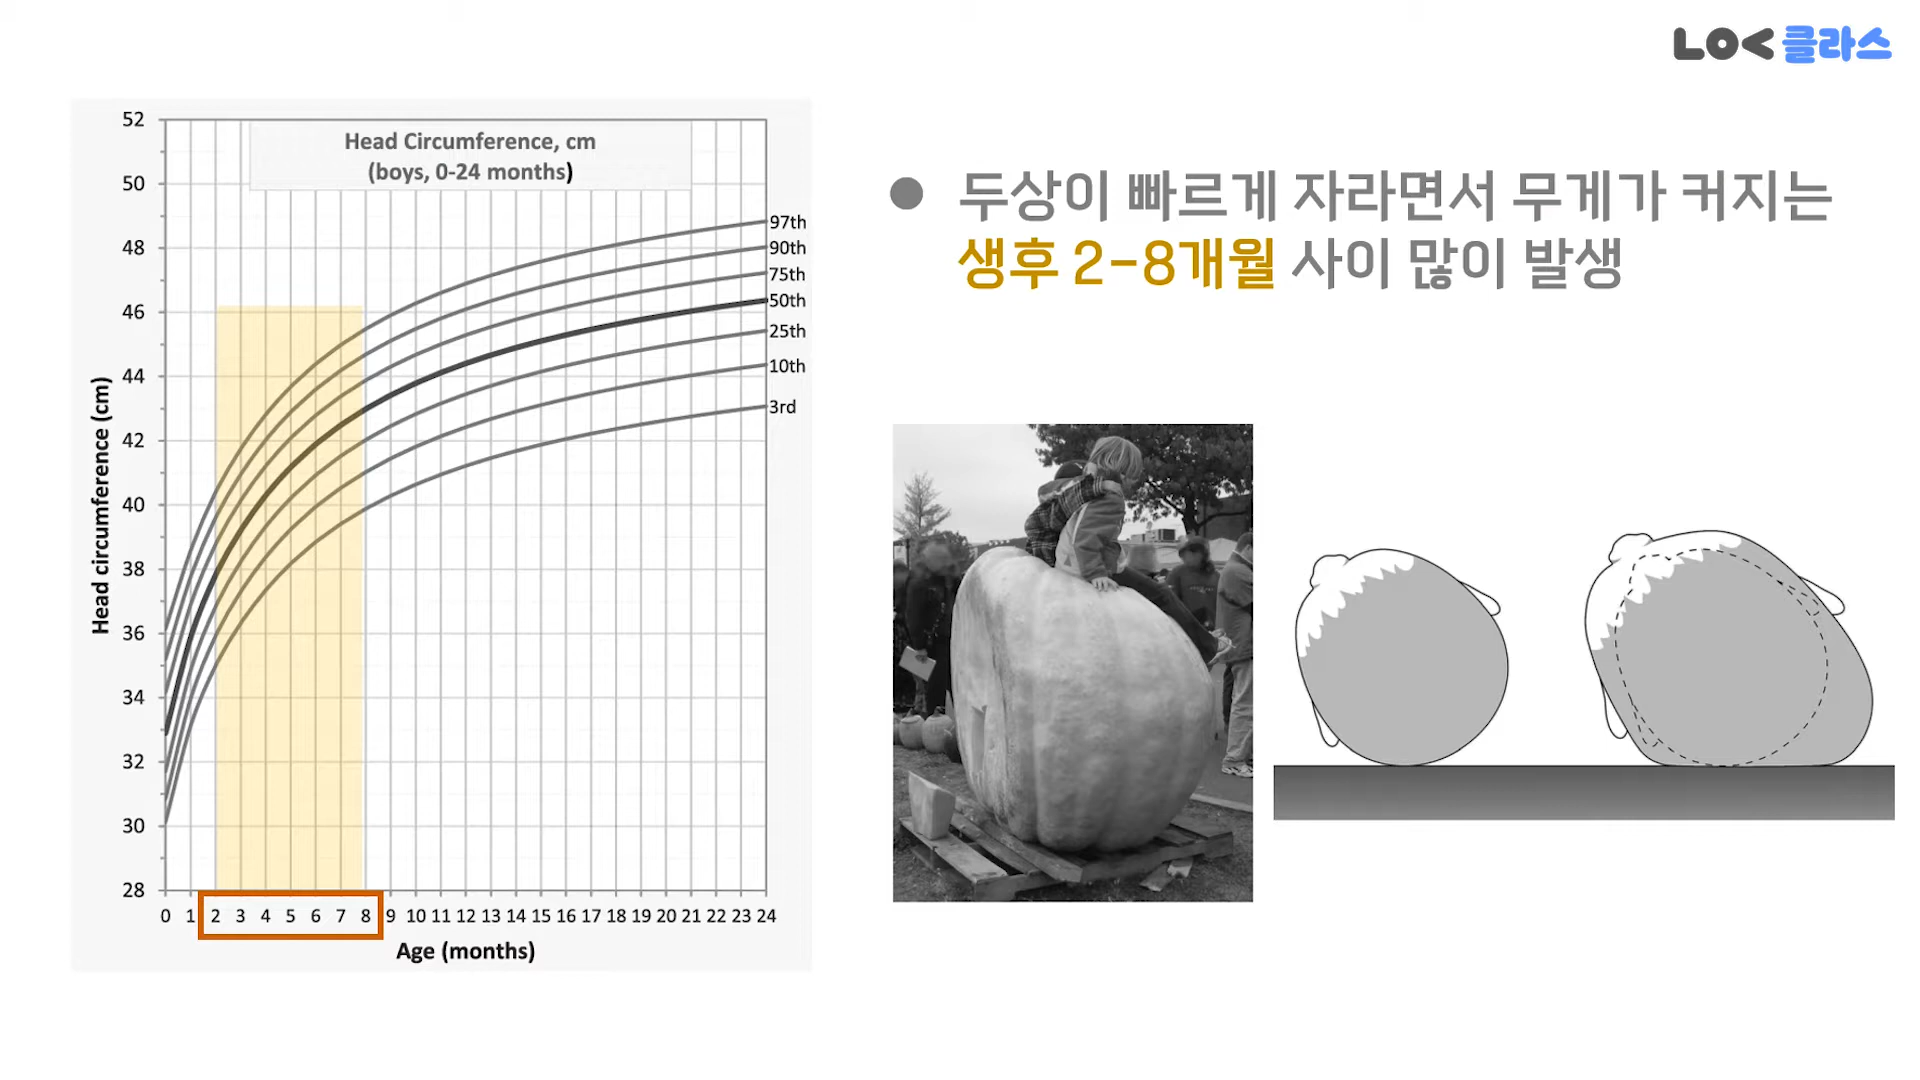 LOC 클라스
Head Circumference, cm
(boys, 0-24 months)
52
50
48
46
44
42
40
38
36
34
32
30
28
Head circumference (cm)
97th
90th
75th
50th
25th
10th
3rd
0 1 2 3 4 5 6 7 8 9 10 11 12 13 14 15 16 17 18 19 20 21 22 23 24
Age (months)
두상이 빠르게 자라면서 무게가 커지는
생후 2-8개월 사이 많이 발생